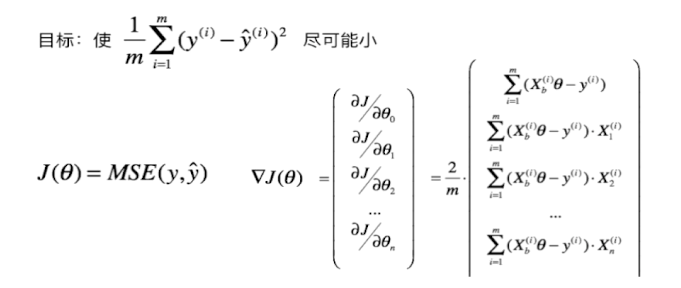 目标：使 $\frac{1}{m}\sum_{i=1}^{m}(y^{(i)}-\hat{y}^{(i)})^2$ 尽可能小
$J(\theta) = MSE(y,\hat{y})$ $\nabla J(\theta) = \begin{pmatrix} \partial J/\partial\theta_0 \\ \partial J/\partial\theta_1 \\ \partial J/\partial\theta_2 \\ ... \\ \partial J/\partial\theta_n \end{pmatrix} = \frac{2}{m} \cdot \begin{pmatrix} \sum_{i=1}^{m}(X_b^{(i)}\theta - y^{(i)}) \\ \sum_{i=1}^{m}(X_b^{(i)}\theta - y^{(i)}) \cdot X_1^{(i)} \\ \sum_{i=1}^{m}(X_b^{(i)}\theta - y^{(i)}) \cdot X_2^{(i)} \\ ... \\ \sum_{i=1}^{m}(X_b^{(i)}\theta - y^{(i)}) \cdot X_n^{(i)} \end{pmatrix}$